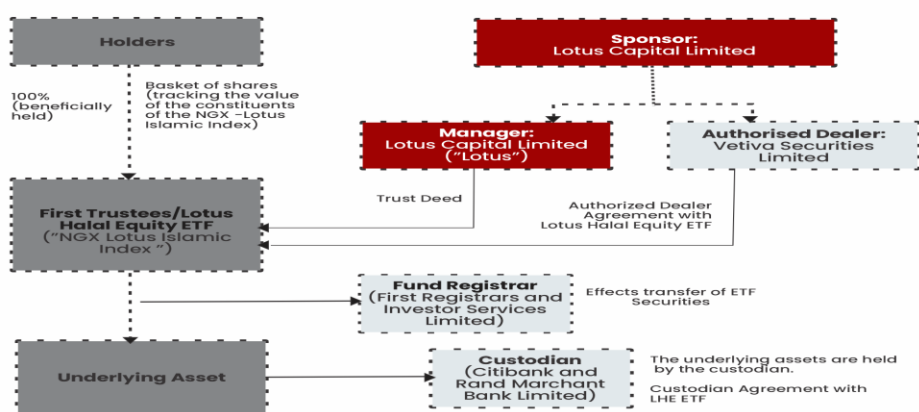 Holders
Sponsor:
Lotus Capital Limited
100%
(beneficially
held)
Basket of shares
(tracking the value
of the constituents
of the NGX -Lotus
Islamic Index)
Manager:
Lotus Capital Limited
("Lotus")
Authorised Dealer:
Vetiva Securities
Limited
Trust Deed
Authorized Dealer
Agreement with
Lotus Halal Equity ETF
First Trustees/Lotus
Halal Equity ETF
("NGX Lotus Islamic
Index ")
Fund Registrar
(First Registrars and
Investor Services
Limited)
Effects transfer of ETF
Securities
Underlying Asset
Custodian
(Citibank and
Rand Marchant
Bank Limited)
The underlying assets are held
by the custodian.
Custodian Agreement with
LHE ETF